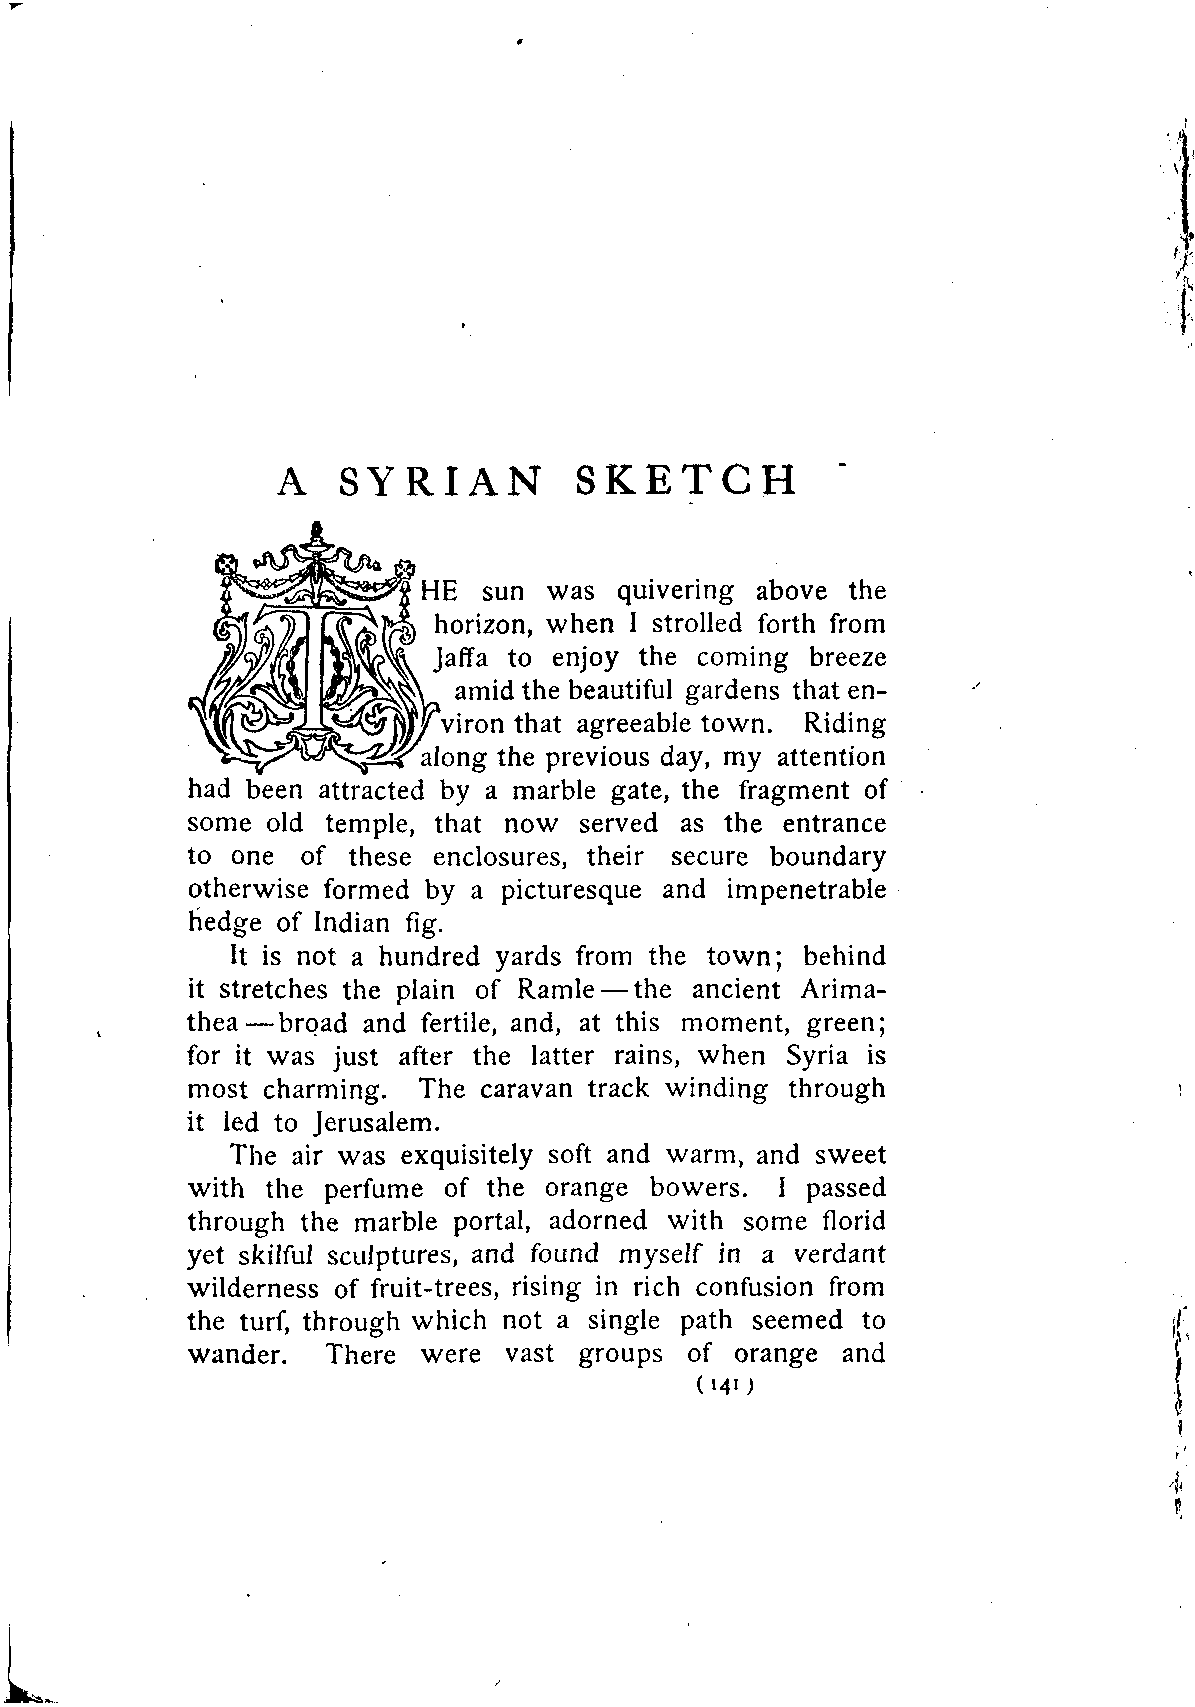 A SYRIAN SKETCH
THE sun was quivering above the
horizon, when I strolled forth from
Jaffa to enjoy the coming breeze
amid the beautiful gardens that en-
viron that agreeable town. Riding
along the previous day, my attention
had been attracted by a marble gate, the fragment of
some old temple, that now served as the entrance
to one of these enclosures, their secure boundary
otherwise formed by a picturesque and impenetrable
hedge of Indian fig.
It is not a hundred yards from the town; behind
it stretches the plain of Ramle—the ancient Arima-
thea—broad and fertile, and, at this moment, green;
for it was just after the latter rains, when Syria is
most charming. The caravan track winding through
it led to Jerusalem.
The air was exquisitely soft and warm, and sweet
with the perfume of the orange bowers. I passed
through the marble portal, adorned with some florid
yet skilful sculptures, and found myself in a verdant
wilderness of fruit-trees, rising in rich confusion from
the turf, through which not a single path seemed to
wander. There were vast groups of orange and
(141)